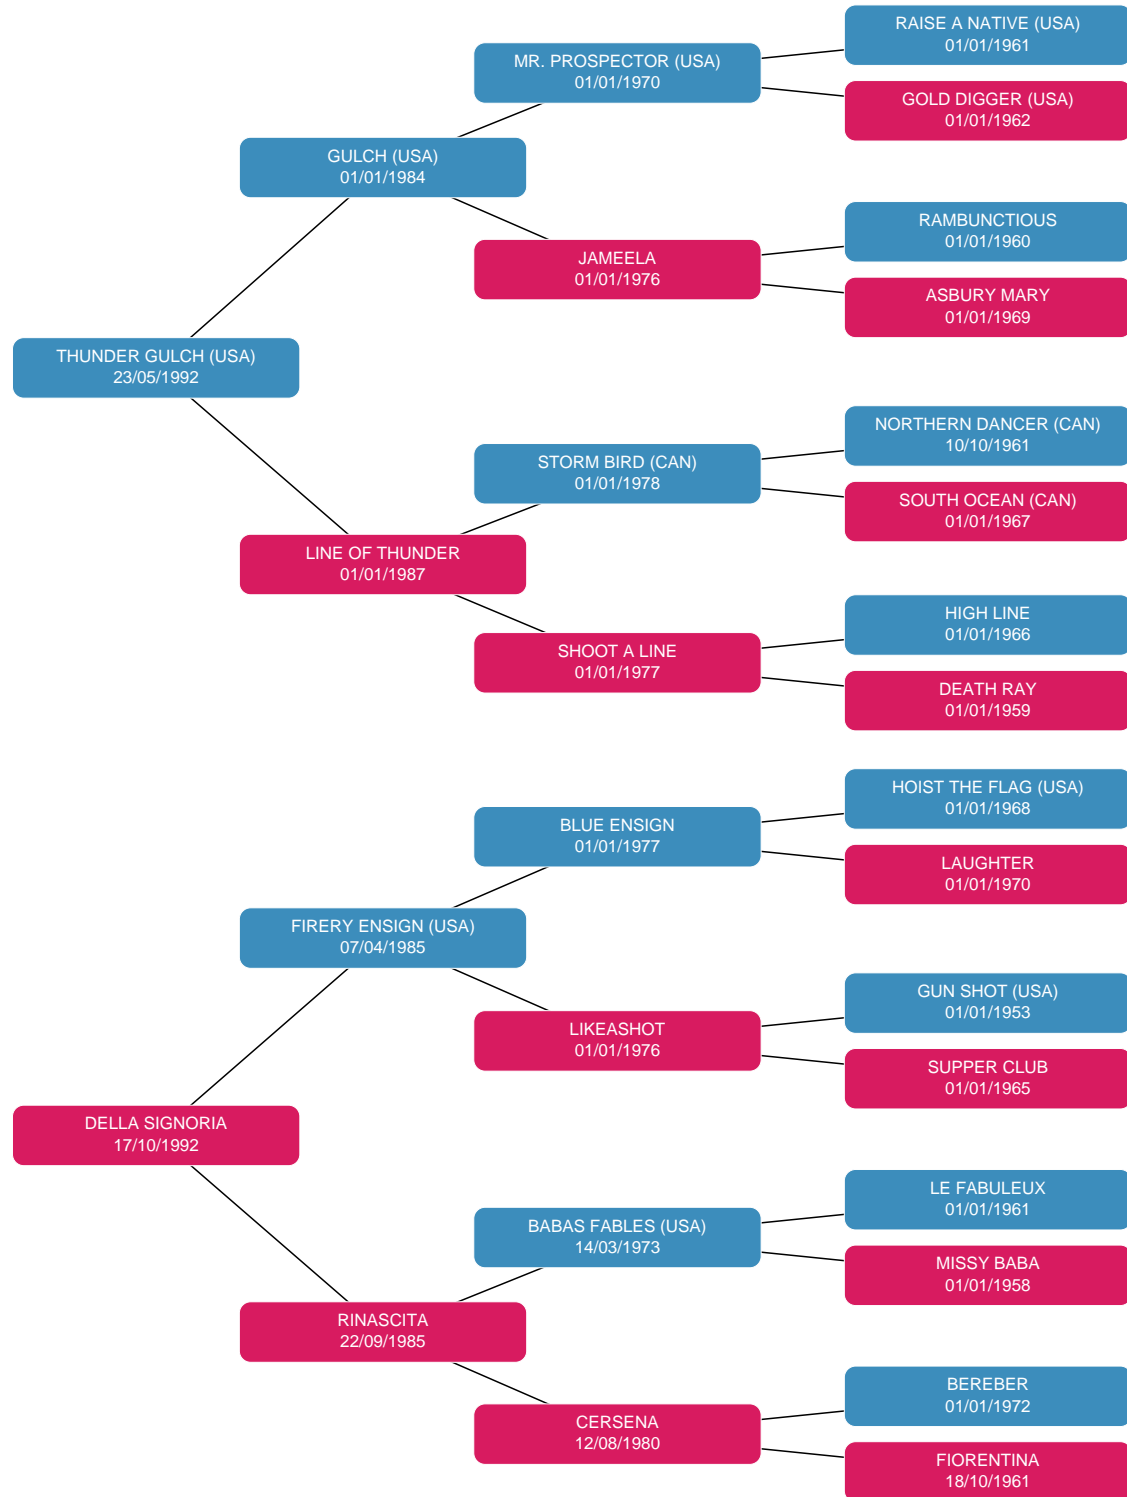 RAISE A NATIVE (USA)
01/01/1961
MR. PROSPECTOR (USA)
01/01/1970
GOLD DIGGER (USA)
01/01/1962
GULCH (USA)
01/01/1984
RAMBUNCTIOUS
01/01/1960
JAMEELA
01/01/1976
ASBURY MARY
01/01/1969
THUNDER GULCH (USA)
23/05/1992
NORTHERN DANCER (CAN)
10/10/1961
STORM BIRD (CAN)
01/01/1978
SOUTH OCEAN (CAN)
01/01/1967
LINE OF THUNDER
01/01/1987
HIGH LINE
01/01/1966
SHOOT A LINE
01/01/1977
DEATH RAY
01/01/1959
HOIST THE FLAG (USA)
01/01/1968
BLUE ENSIGN
01/01/1977
LAUGHTER
01/01/1970
FIRERY ENSIGN (USA)
07/04/1985
GUN SHOT (USA)
01/01/1953
LIKEASHOT
01/01/1976
SUPPER CLUB
01/01/1965
DELLA SIGNORIA
17/10/1992
LE FABULEUX
01/01/1961
BABAS FABLES (USA)
14/03/1973
MISSY BABA
01/01/1958
RINASCITA
22/09/1985
BEREBER
01/01/1972
CERSENA
12/08/1980
FIORENTINA
18/10/1961